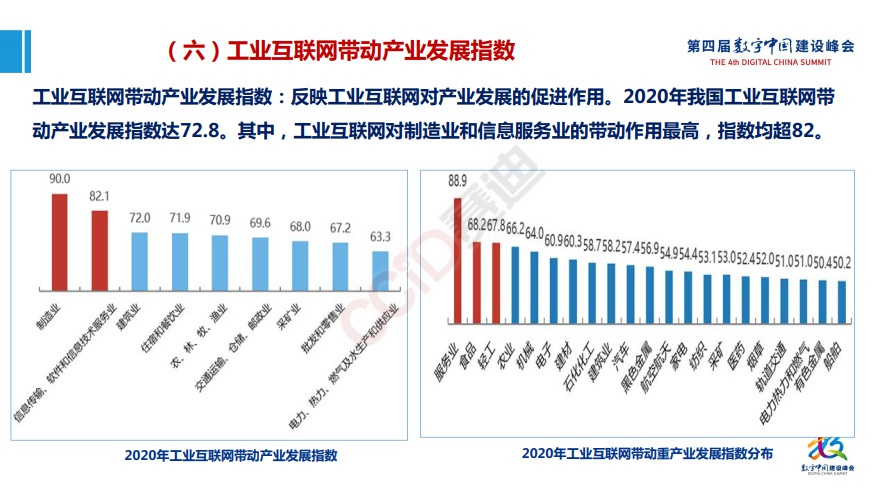 （六）工业互联网带动产业发展指数
第四届数字中国建设峰会
THE 4th DIGITAL CHINA SUMMIT
工业互联网带动产业发展指数：反映工业互联网对产业发展的促进作用。2020年我国工业互联网带
动产业发展指数达72.8。其中，工业互联网对制造业和信息服务业的带动作用最高，指数均超82。
90.0
82.1
72.0
71.9
70.9
69.6
68.0
67.2
63.3
制造业
信息传输、软件和信息技术服务业
建筑业
住宿和餐饮业
农、林、牧、渔业
交通运输、仓储、邮政业
采矿业
批发和零售业
电力、热力、燃气及水生产和供应业
2020年工业互联网带动产业发展指数
88.9
68.2
67.8
66.2
64.0
60.9
60.3
58.7
58.2
57.4
56.9
54.9
54.4
53.1
53.0
52.4
52.0
51.0
51.0
50.4
50.2
服务业
食品
轻工
农业
机械
电子
建材
石化化工
建筑业
汽车
黑色金属
航空航天
家电
纺织
采矿
医药
烟草
轨道交通
电力热力和燃气
有色金属
船舶
2020年工业互联网带动重产业发展指数分布
CCID赛迪
数字中国建设峰会
DIGITAL CHINA SUMMIT